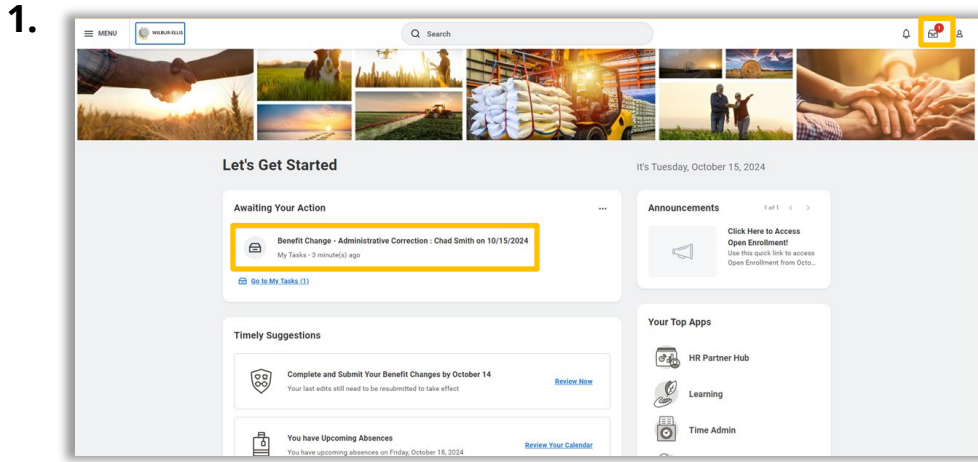 1.
MENU
WILBUR-ELLIS
Search
1
Let's Get Started
It's Tuesday, October 15, 2024
Awaiting Your Action
Benefit Change - Administrative Correction : Chad Smith on 10/15/2024
My Tasks - 3 minute(s) ago
Go to My Tasks (1)
Announcements
1 of 1
Click Here to Access
Open Enrollment!
Use this quick link to access
Open Enrollment from Octo...
Timely Suggestions
Complete and Submit Your Benefit Changes by October 14
Your last edits still need to be resubmitted to take effect
Review Now
You have Upcoming Absences
You have upcoming absences on Friday, October 18, 2024
Review Your Calendar
Your Top Apps
HR Partner Hub
Learning
Time Admin